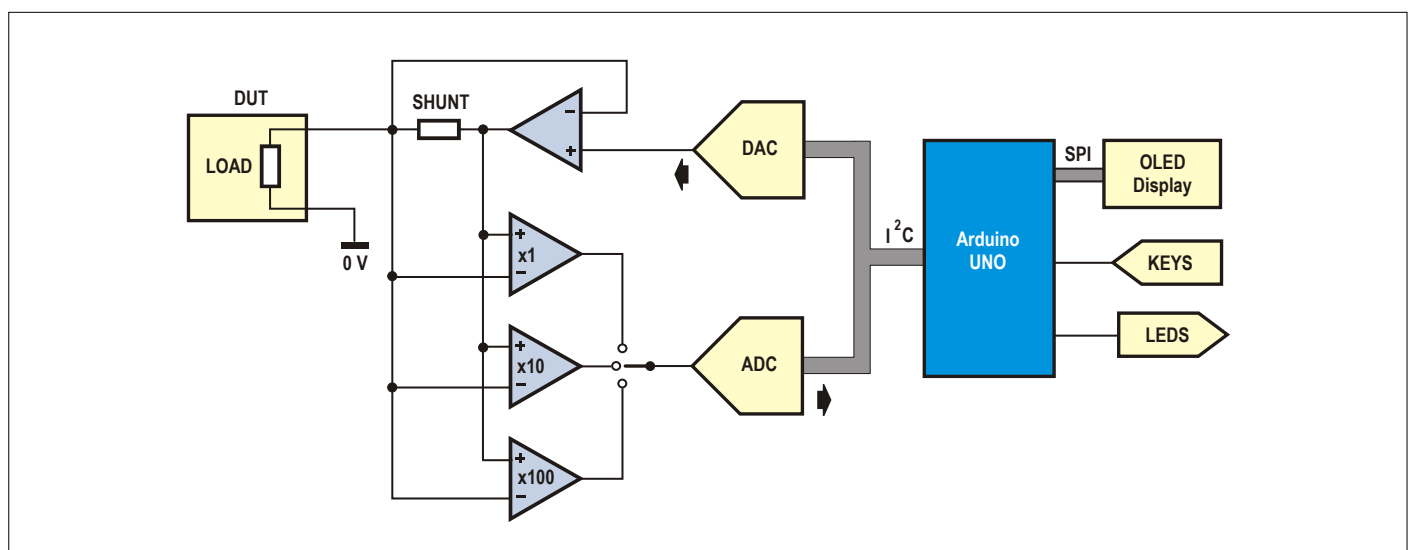 DUT
LOAD
0 V
SHUNT
-
+
+
x1
-
+
x10
-
+
x100
-
DAC
ADC
I²C
Arduino
UNO
SPI
OLED
Display
KEYS
LEDS